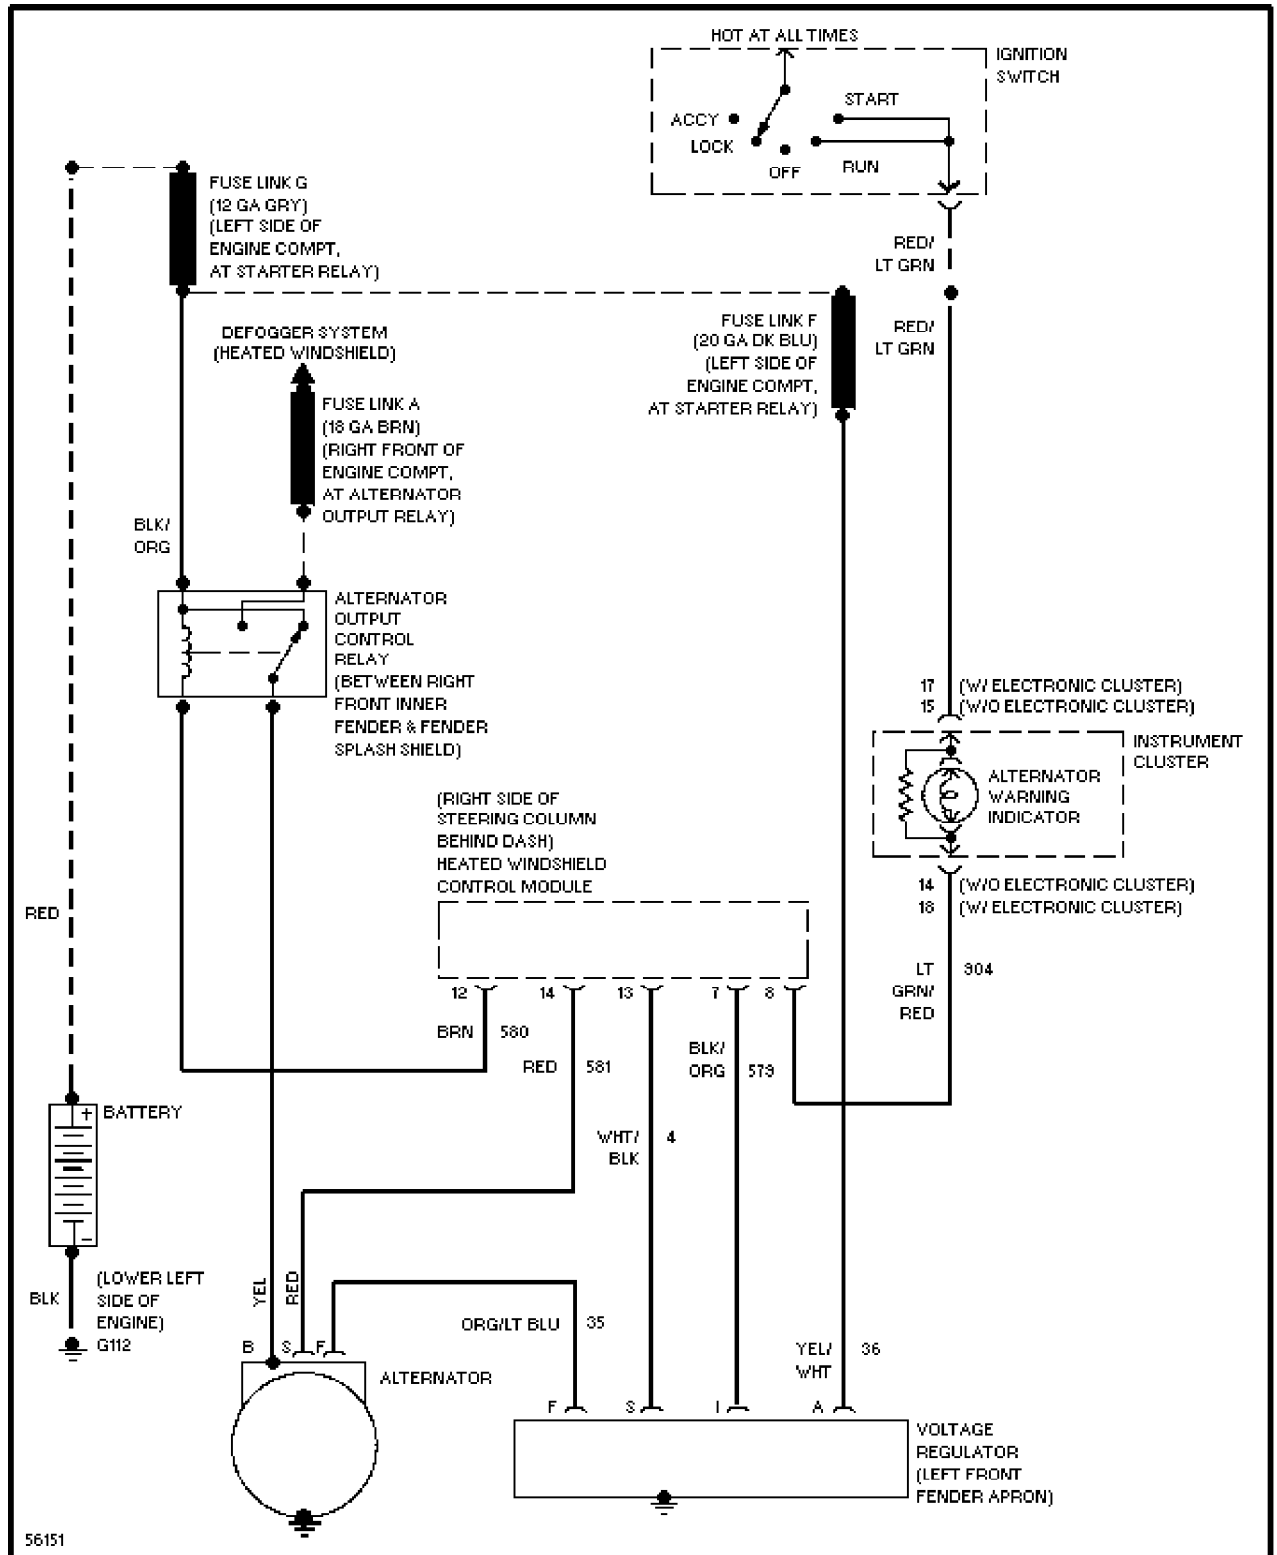 HOT AT ALL TIMES
IGNITION
SWITCH
START
ACCY
LOCK
OFF
RUN
FUSE LINK G
(12 GA GRY)
(LEFT SIDE OF
ENGINE COMPT,
AT STARTER RELAY)
RED/
LT GRN
RED/
LT GRN
DEFOGGER SYSTEM
(HEATED WINDSHIELD)
FUSE LINK F
(20 GA DK BLU)
(LEFT SIDE OF
ENGINE COMPT,
AT STARTER RELAY)
FUSE LINK A
(18 GA BRN)
(RIGHT FRONT OF
ENGINE COMPT,
AT ALTERNATOR
OUTPUT RELAY)
BLK/
ORG
ALTERNATOR
OUTPUT
CONTROL
RELAY
(BETWEEN RIGHT
FRONT INNER
FENDER & FENDER
SPLASH SHIELD)
17 (W/ ELECTRONIC CLUSTER)
15 (W/O ELECTRONIC CLUSTER)
INSTRUMENT
CLUSTER
ALTERNATOR
WARNING
INDICATOR
14 (W/O ELECTRONIC CLUSTER)
18 (W/ ELECTRONIC CLUSTER)
(RIGHT SIDE OF
STEERING COLUMN
BEHIND DASH)
HEATED WINDSHIELD
CONTROL MODULE
RED
LT 904
GRN/
RED
12 14 13 7 8
BRN 580
RED 581
BLK/
ORG 579
WHT/ 4
BLK
+ BATTERY
-
BLK
(LOWER LEFT
SIDE OF
ENGINE)
G112
YEL
RED
ORG/LT BLU 35
YEL/ 36
WHT
B S F
ALTERNATOR
F S I A
VOLTAGE
REGULATOR
(LEFT FRONT
FENDER APRON)
56151